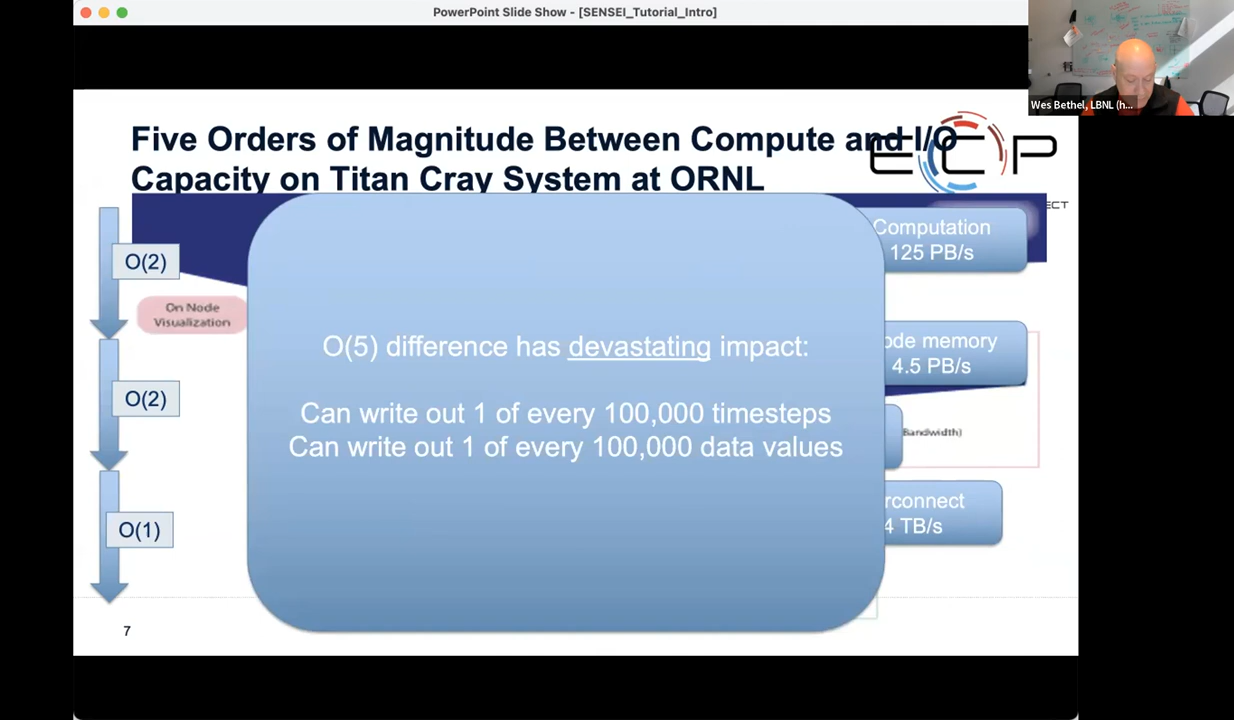 PowerPoint Slide Show - [SENSEI_Tutorial_Intro]
Wes Bethel, LBNL (h...
Five Orders of Magnitude Between Compute and I/O
Capacity on Titan Cray System at ORNL
ECP
ECT
Computation
125 PB/s
O(2)
On Node
Visualization
ode memory
4.5 PB/s
O(5) difference has devastating impact:
Can write out 1 of every 100,000 timesteps
Can write out 1 of every 100,000 data values
O(2)
Bandwidth)
rconnect
4 TB/s
O(1)
7